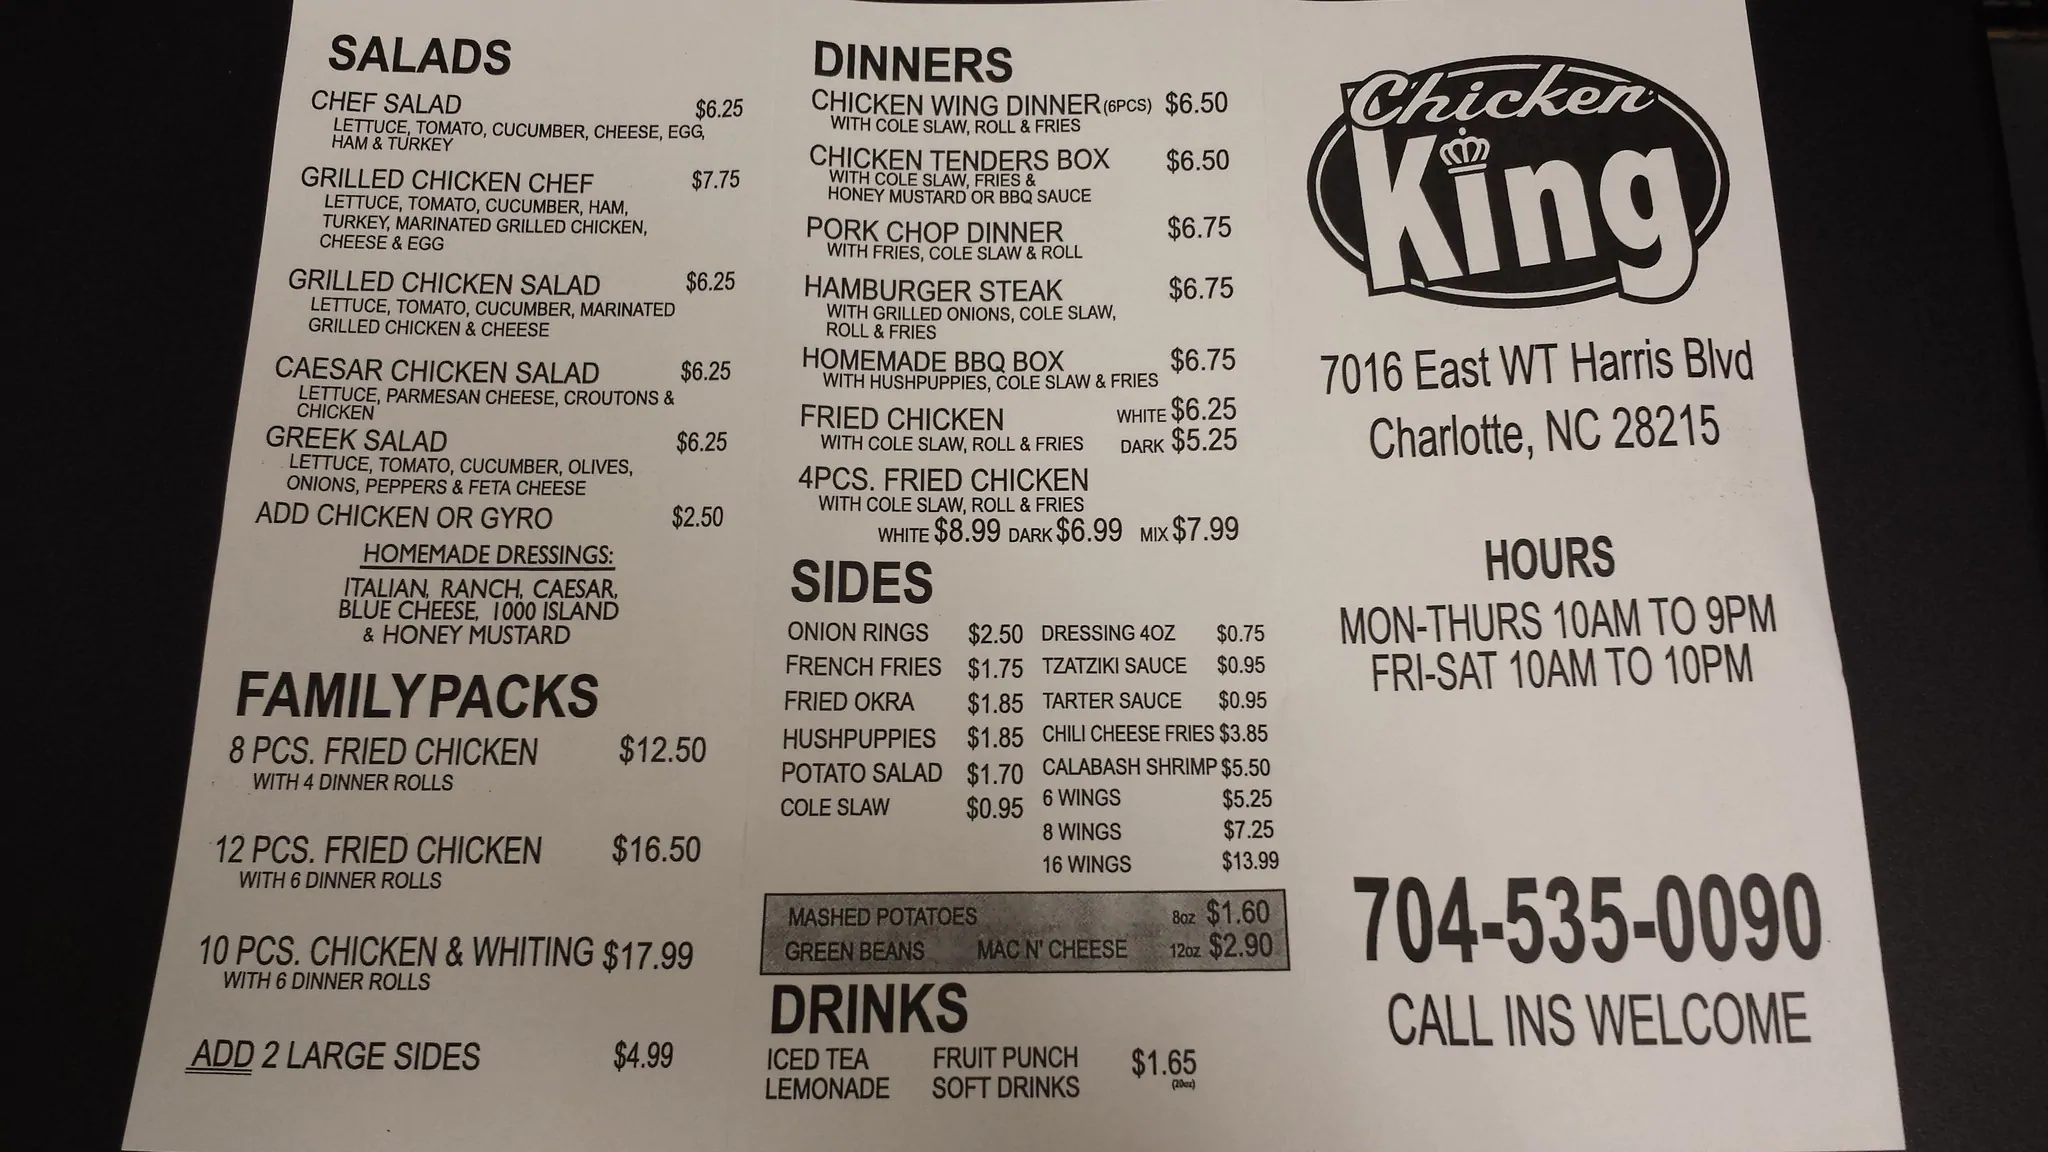 SALADS
CHEF SALAD $6.25
LETTUCE, TOMATO, CUCUMBER, CHEESE, EGG,
HAM & TURKEY
GRILLED CHICKEN CHEF $7.75
LETTUCE, TOMATO, CUCUMBER, HAM,
TURKEY, MARINATED GRILLED CHICKEN,
CHEESE & EGG
GRILLED CHICKEN SALAD $6.25
LETTUCE, TOMATO, CUCUMBER, MARINATED
GRILLED CHICKEN & CHEESE
CAESAR CHICKEN SALAD $6.25
LETTUCE, PARMESAN CHEESE, CROUTONS &
CHICKEN
GREEK SALAD $6.25
LETTUCE, TOMATO, CUCUMBER, OLIVES,
ONIONS, PEPPERS & FETA CHEESE
ADD CHICKEN OR GYRO $2.50
HOMEMADE DRESSINGS:
ITALIAN, RANCH, CAESAR,
BLUE CHEESE, 1000 ISLAND
& HONEY MUSTARD
FAMILY PACKS
8 PCS. FRIED CHICKEN $12.50
WITH 4 DINNER ROLLS
12 PCS. FRIED CHICKEN $16.50
WITH 6 DINNER ROLLS
10 PCS. CHICKEN & WHITING $17.99
WITH 6 DINNER ROLLS
ADD 2 LARGE SIDES $4.99
DINNERS
CHICKEN WING DINNER (6PCS) $6.50
WITH COLE SLAW, ROLL & FRIES
CHICKEN TENDERS BOX $6.50
WITH COLE SLAW, FRIES &
HONEY MUSTARD OR BBQ SAUCE
PORK CHOP DINNER $6.75
WITH FRIES, COLE SLAW & ROLL
HAMBURGER STEAK $6.75
WITH GRILLED ONIONS, COLE SLAW,
ROLL & FRIES
HOMEMADE BBQ BOX $6.75
WITH HUSHPUPPIES, COLE SLAW & FRIES
FRIED CHICKEN WHITE $6.25
WITH COLE SLAW, ROLL & FRIES DARK $5.25
4PCS. FRIED CHICKEN
WITH COLE SLAW, ROLL & FRIES
WHITE $8.99 DARK $6.99 MIX $7.99
SIDES
ONION RINGS $2.50
FRENCH FRIES $1.75
FRIED OKRA $1.85
HUSHPUPPIES $1.85
POTATO SALAD $1.70
COLE SLAW $0.95
DRESSING 4OZ $0.75
TZATZIKI SAUCE $0.95
TARTER SAUCE $0.95
CHILI CHEESE FRIES $3.85
CALABASH SHRIMP $5.50
6 WINGS $5.25
8 WINGS $7.25
16 WINGS $13.99
MASHED POTATOES 8oz $1.60
GREEN BEANS MAC N' CHEESE 12oz $2.90
DRINKS
ICED TEA FRUIT PUNCH $1.65
LEMONADE SOFT DRINKS (20oz)
Chicken
King
7016 East WT Harris Blvd
Charlotte, NC 28215
HOURS
MON-THURS 10AM TO 9PM
FRI-SAT 10AM TO 10PM
704-535-0090
CALL INS WELCOME